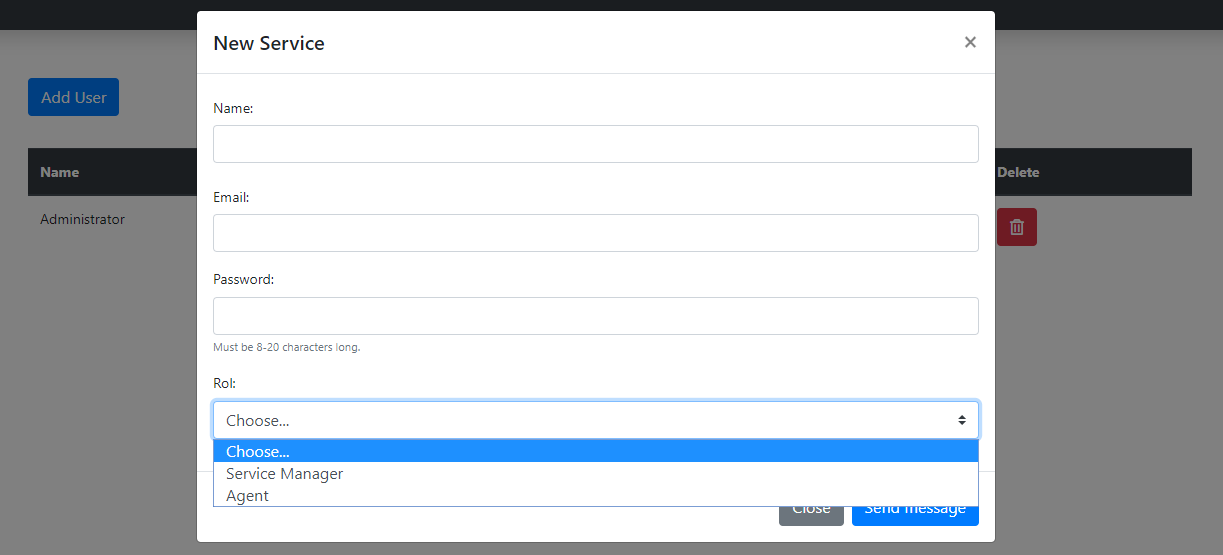 New Service
×
Add User
Name:
Name
Delete
Email:
Administrator
Password:
Must be 8-20 characters long.
Rol:
Choose...
Choose...
Service Manager
Agent
Close
Send message